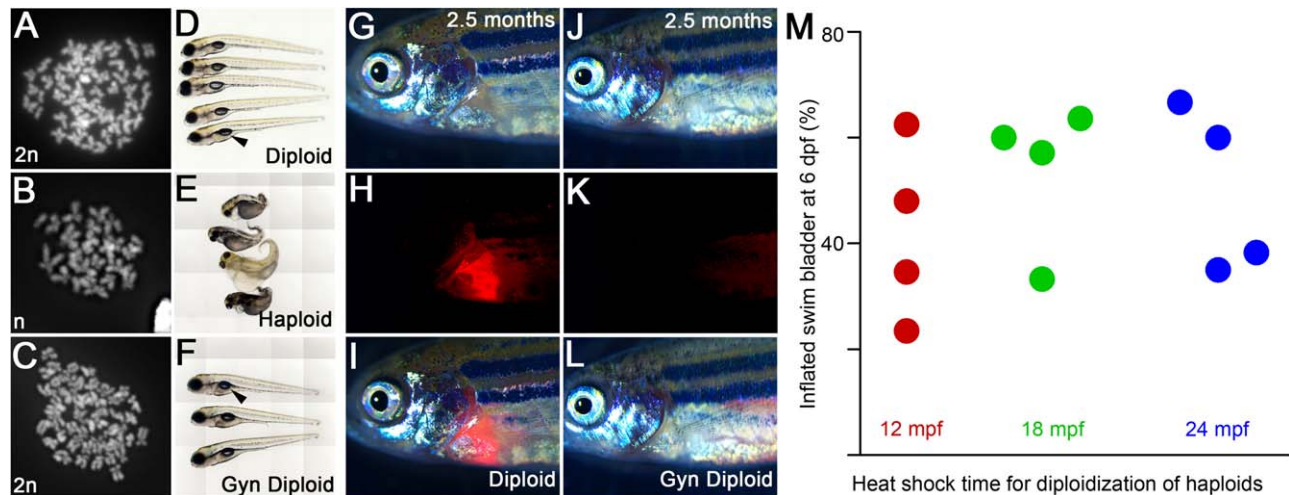 A
2n
B
n
C
2n
D
Diploid
E
Haploid
F
Gyn Diploid
G
2.5 months
H
I
Diploid
J
2.5 months
K
L
Gyn Diploid
M
80
40
Inflated swim bladder at 6 dpf (%)
12 mpf
18 mpf
24 mpf
Heat shock time for diploidization of haploids